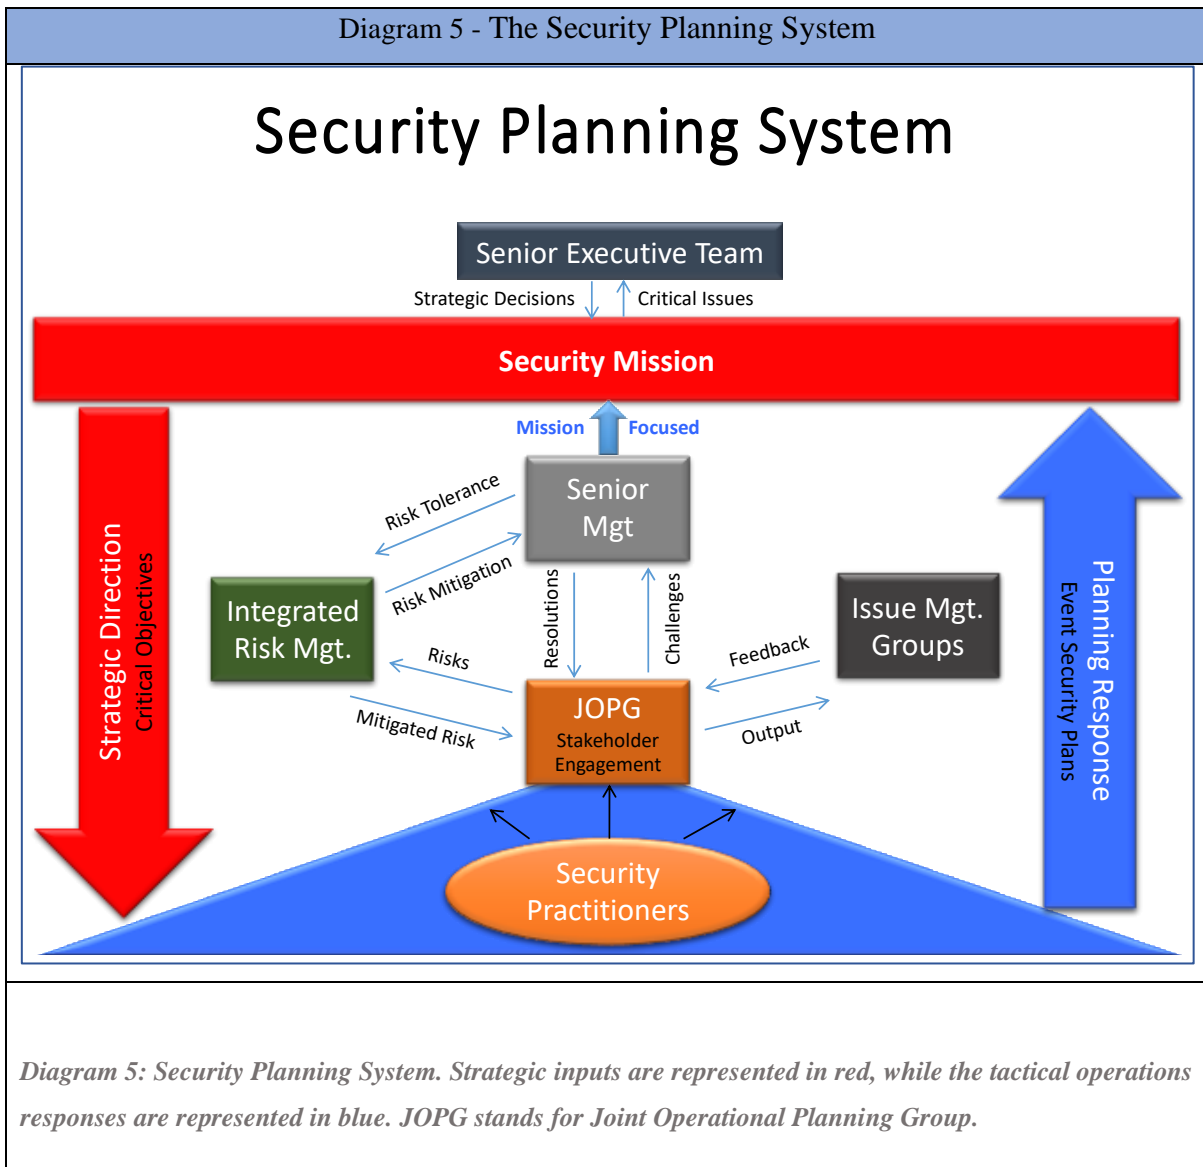 Diagram 5 - The Security Planning System
Security Planning System
Senior Executive Team
Strategic Decisions
Critical Issues
Security Mission
Mission
Focused
Senior
Mgt
Risk Tolerance
Risk Mitigation
Strategic Direction
Critical Objectives
Integrated
Risk Mgt.
Resolutions
Challenges
Issue Mgt.
Groups
Planning Response
Event Security Plans
Risks
Feedback
Mitigated Risk
JOPG
Stakeholder
Engagement
Output
Security
Practitioners
Diagram 5: Security Planning System. Strategic inputs are represented in red, while the tactical operations
responses are represented in blue. JOPG stands for Joint Operational Planning Group.